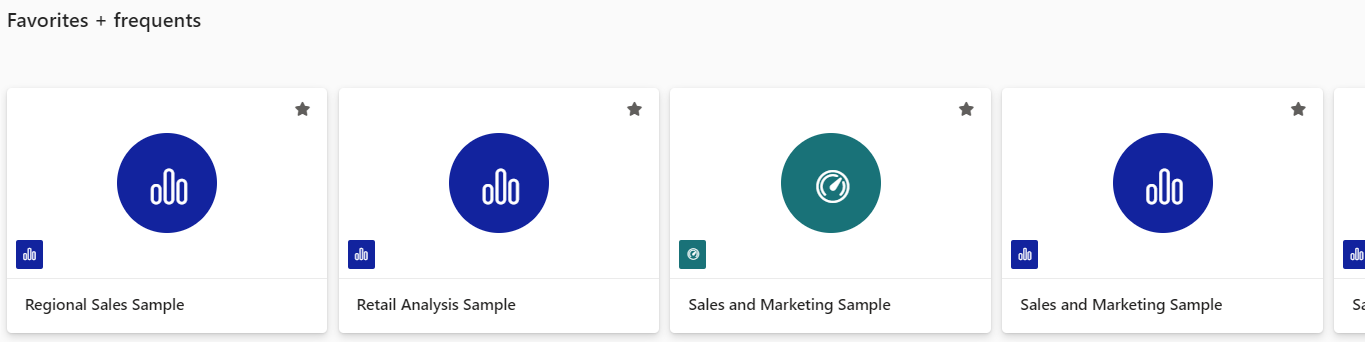 Favorites + frequents
Regional Sales Sample
Retail Analysis Sample
Sales and Marketing Sample
Sales and Marketing Sample